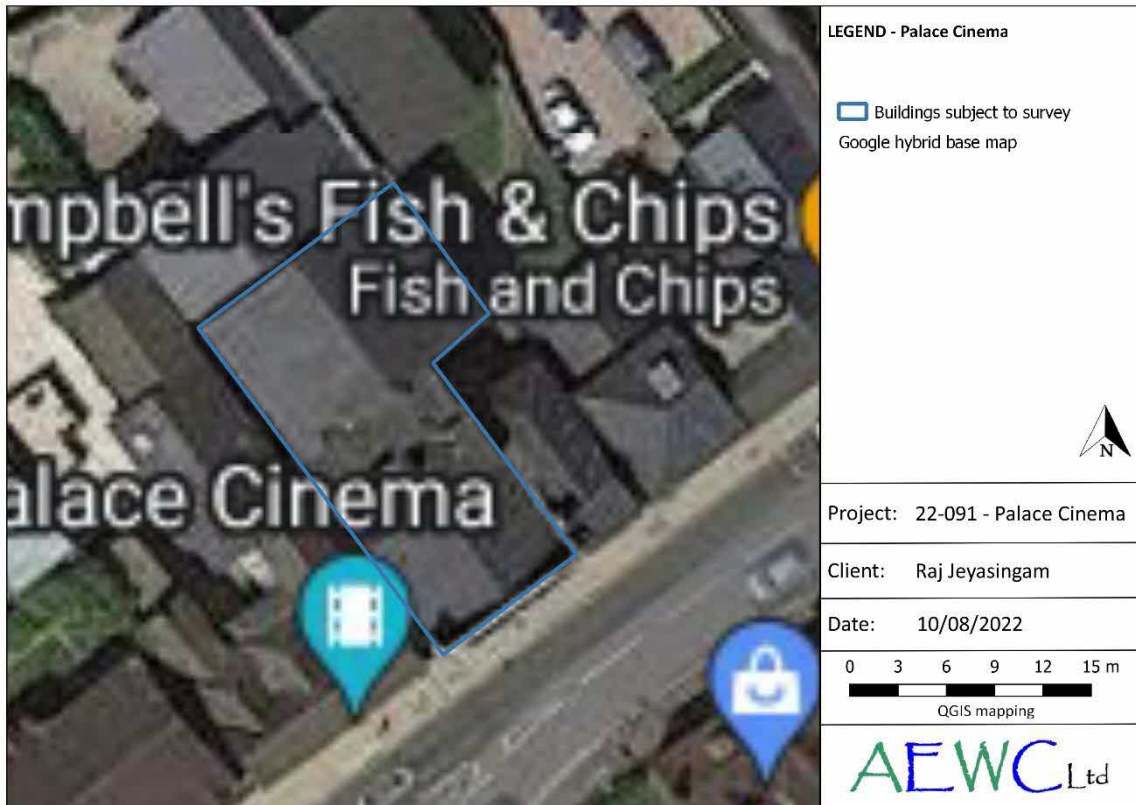 mpbell's Fish & Chips
Fish and Chips
alace Cinema
LEGEND - Palace Cinema
Buildings subject to survey
Google hybrid base map
N
Project: 22-091 - Palace Cinema
Client: Raj Jeyasingam
Date: 10/08/2022
0 3 6 9 12 15 m
QGIS mapping
AEWC Ltd